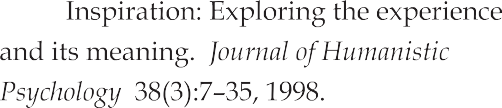 Inspiration: Exploring the experience
and its meaning. Journal of Humanistic
Psychology 38(3):7–35, 1998.